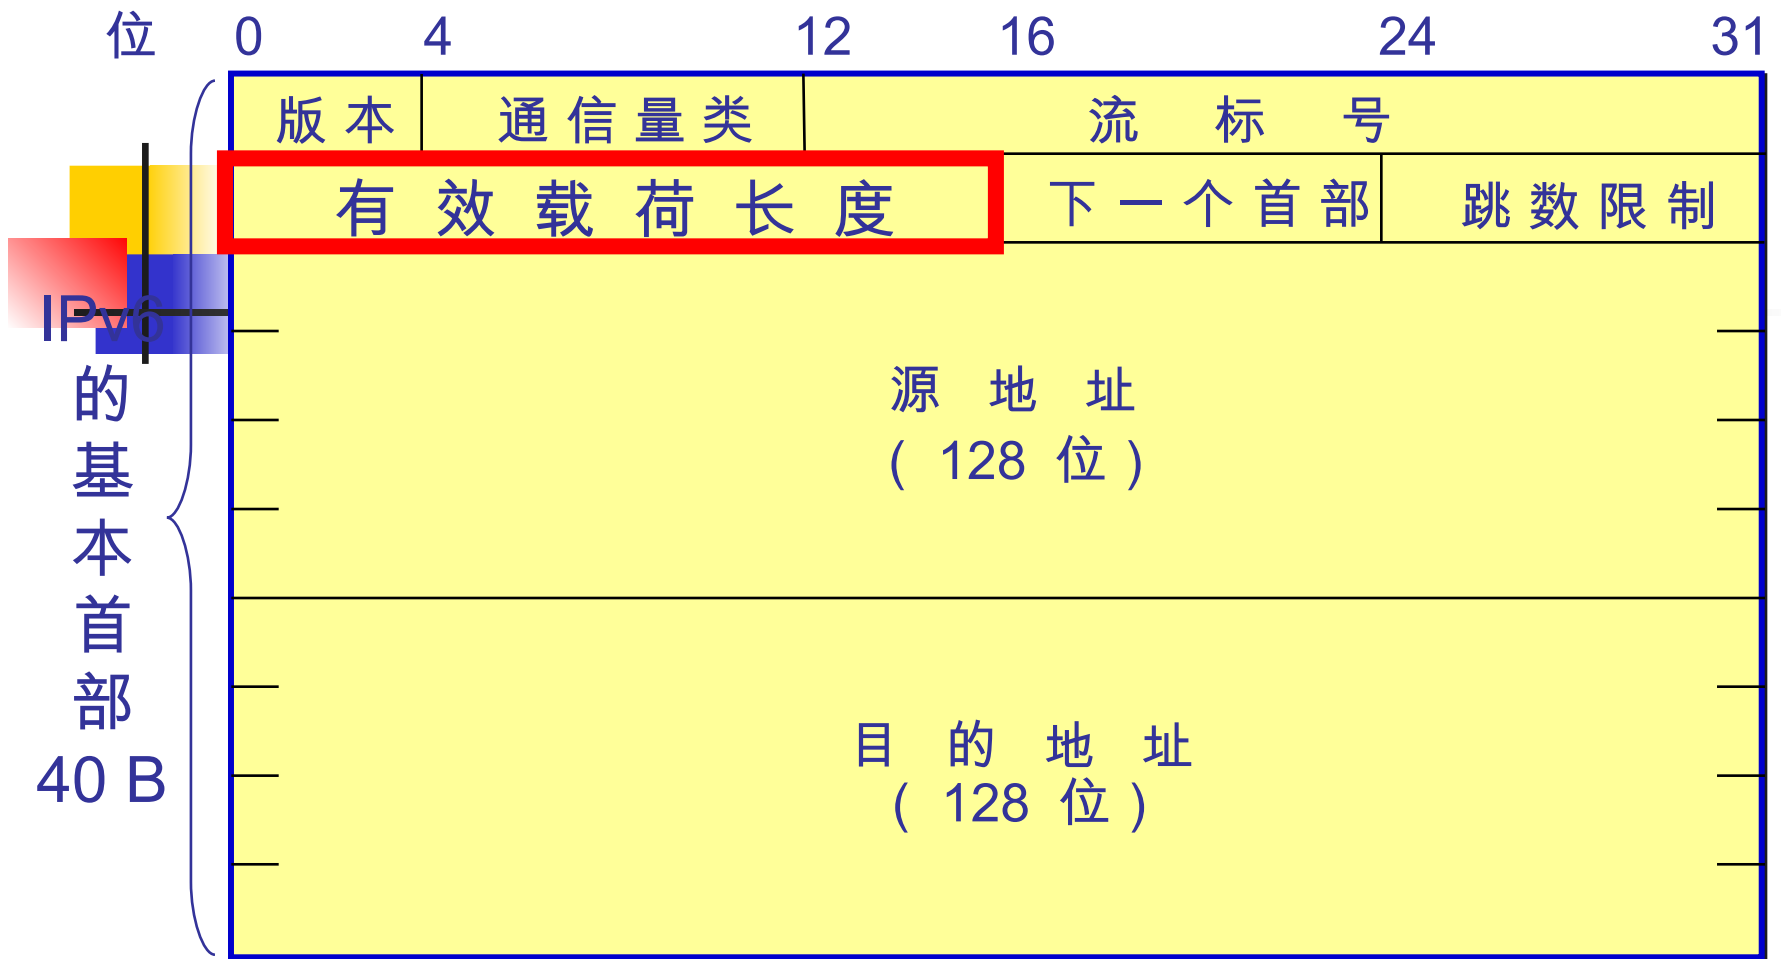 位 0 4 12 16 24 31
版本 通信量类 流标号
有效载荷长度 下一个首部 跳数限制
IPv6
的
基
本
首
部
40 B
源地址
( 128 位 )
目的地址
( 128 位 )